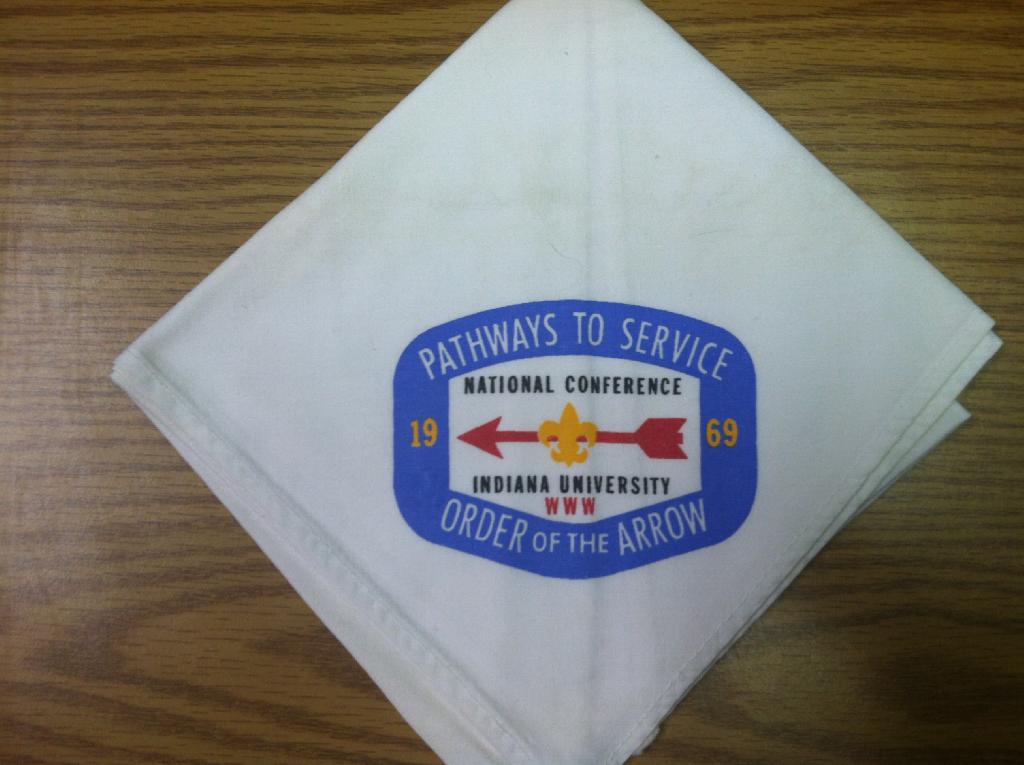 PATHWAYS TO SERVICE
NATIONAL CONFERENCE
19 69
INDIANA UNIVERSITY
WWW
ORDER OF THE ARROW